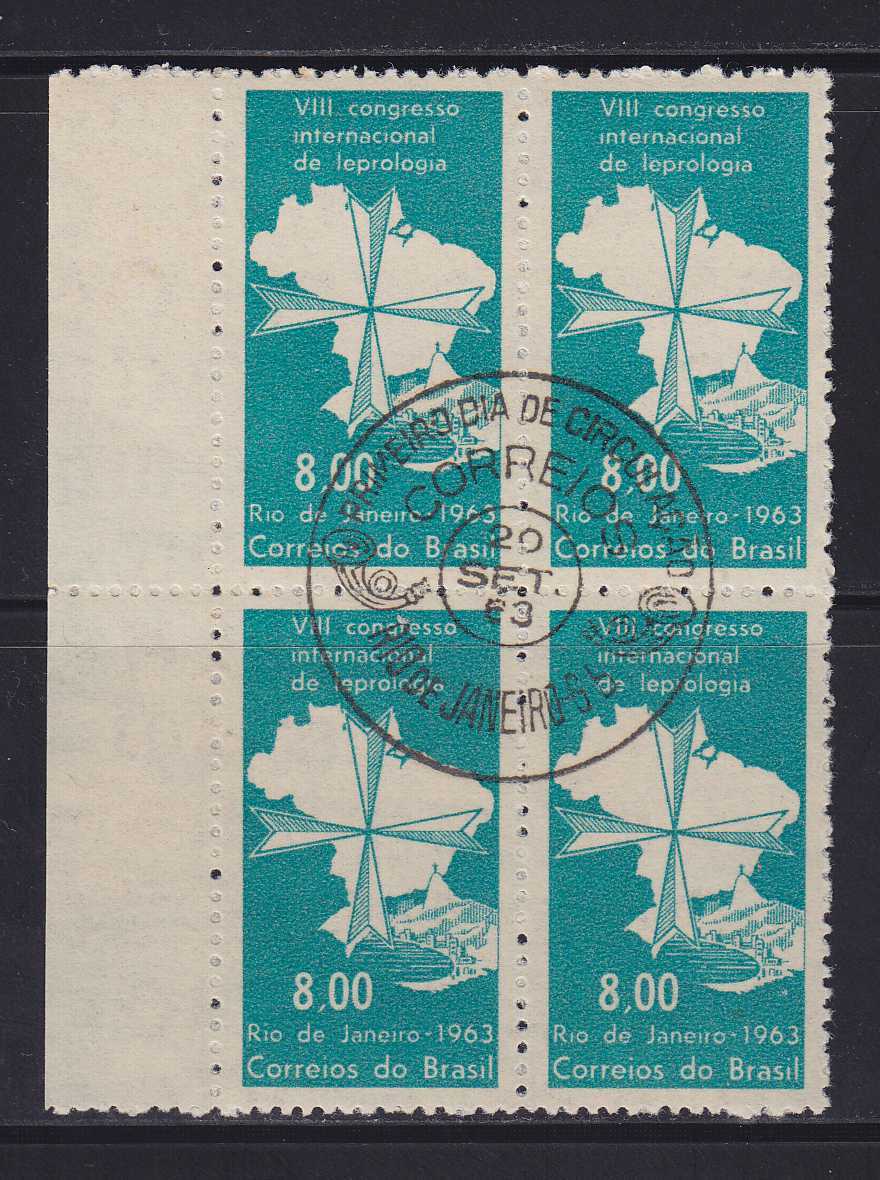 VIII congresso
internacional
de leprologia
8,00
Rio de Janeiro - 1963
Correios do Brasil
VIII congresso
internacional
de leprologia
8,00
Rio de Janeiro - 1963
Correios do Brasil
PRIMEIRO DIA DE CIRCULAÇÃO
CORREIOS
20
SET
63
RIO DE JANEIRO-GB
VIII congresso
internacional
de leprologia
8,00
Rio de Janeiro - 1963
Correios do Brasil
VIII congresso
internacional
de leprologia
8,00
Rio de Janeiro - 1963
Correios do Brasil